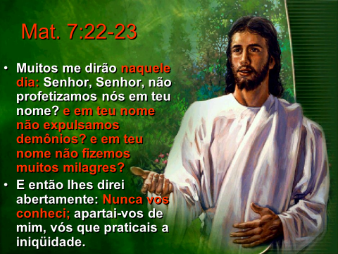 Mat. 7:22-23
• Muitos me dirão naquele
dia: Senhor, Senhor, não
profetizamos nós em teu
nome? e em teu nome
não expulsamos
demônios? e em teu
nome não fizemos
muitos milagres?
• E então lhes direi
abertamente: Nunca vos
conheci; apartai-vos de
mim, vós que praticais a
iniqüidade.